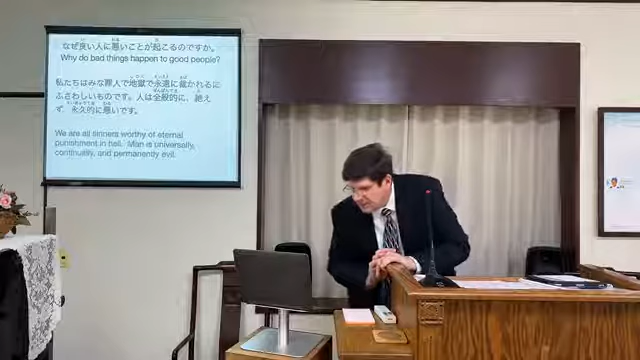 なぜ良い人に悪いことが起こるのですか。
Why do bad things happen to good people?
私たちはみな罪人で地獄で永遠に裁かれるに
ふさわしいものです。人は全般的に、絶え
ず、永久的に悪いです。
We are all sinners worthy of eternal
punishment in hell. Man is universally,
continually, and permanently evil.